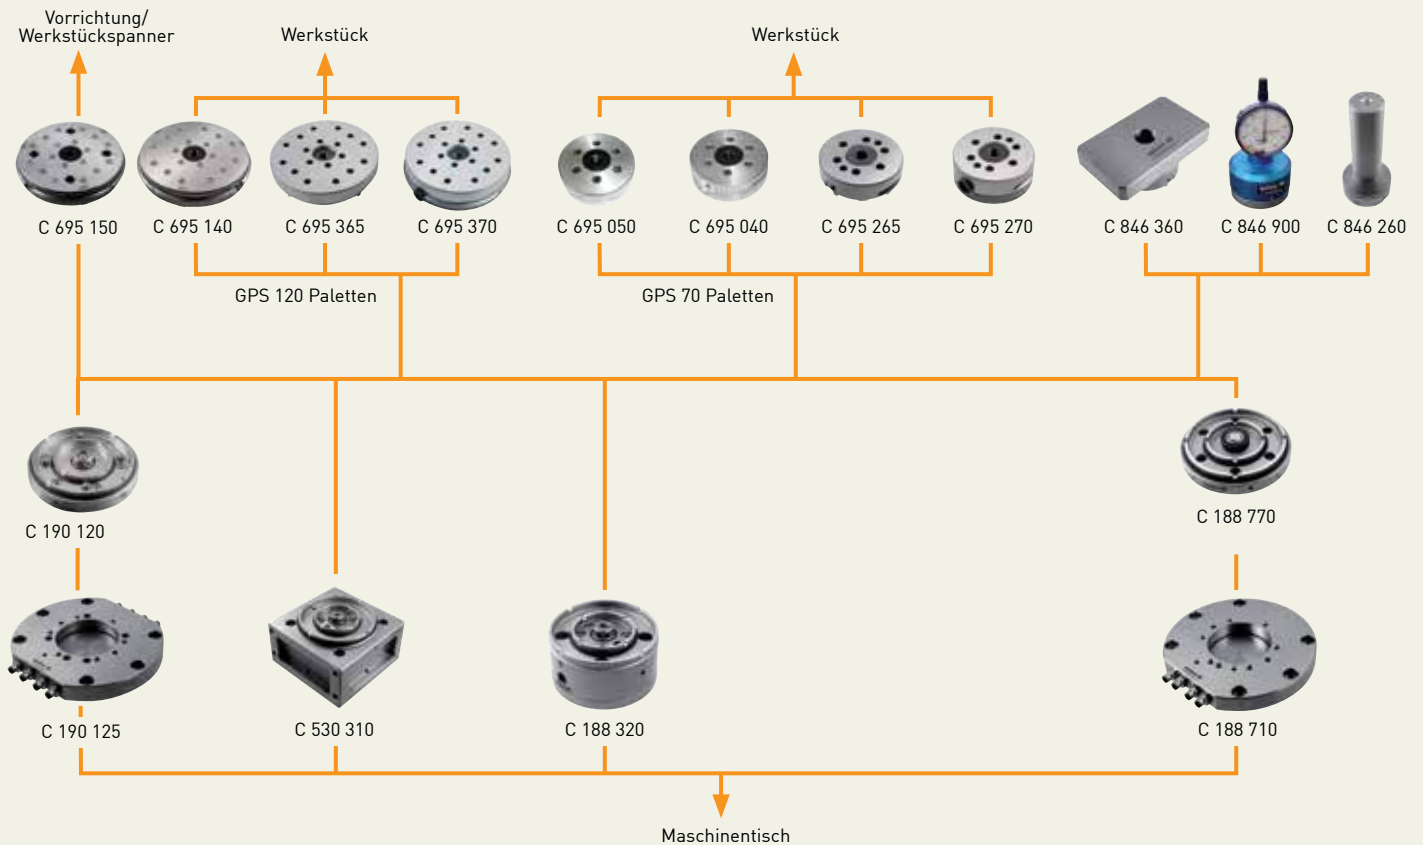 Vorrichtung/
Werkstückspanner
Werkstück
Werkstück
C 695 150
C 695 140
C 695 365
C 695 370
C 695 050
C 695 040
C 695 265
C 695 270
C 846 360
C 846 900
C 846 260
GPS 120 Paletten
GPS 70 Paletten
C 190 120
C 188 770
C 190 125
C 530 310
C 188 320
C 188 710
Maschinentisch